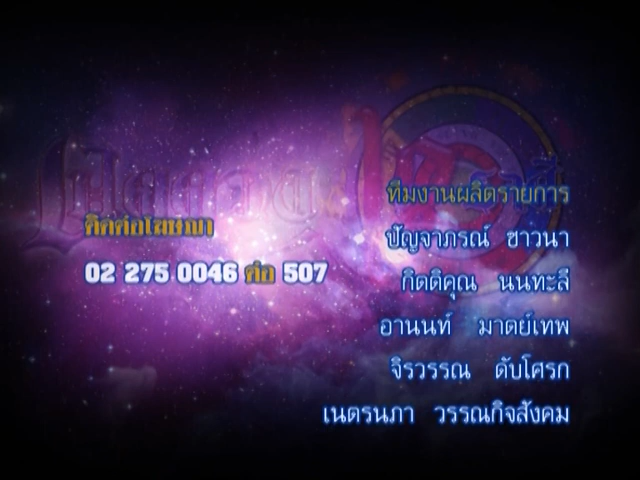 ติดต่อโฆษณา
02 275 0046 ต่อ 507
ทีมงานผลิตรายการ
ปัญจาภรณ์ ชาวนา
กิตติคุณ นนทะลี
อานนท์ มาตย์เทพ
จิรวรรณ ดับโศรก
เนตรนภา วรรณกิจสังคม